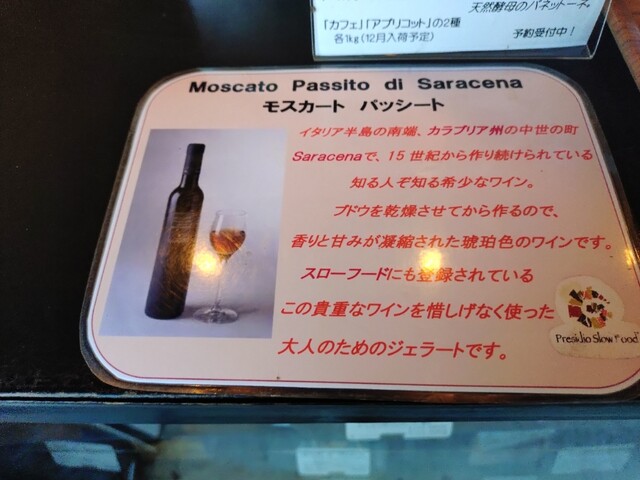 天然酵母のパネットーネ。
「カフェ」「アプリコット」の2種
各1kg(12月入荷予定)
予約受付中!
Moscato Passito di Saracena
モスカート パッシート
イタリア半島の南端、カラブリア州の中世の町
Saracenaで、15世紀から作り続けられている
知る人ぞ知る希少なワイン。
ブドウを乾燥させてから作るので、
香りと甘みが凝縮された琥珀色のワインです。
スローフードにも登録されている
この貴重なワインを惜しげなく使った
大人のためのジェラートです。
Presidio Slow Food